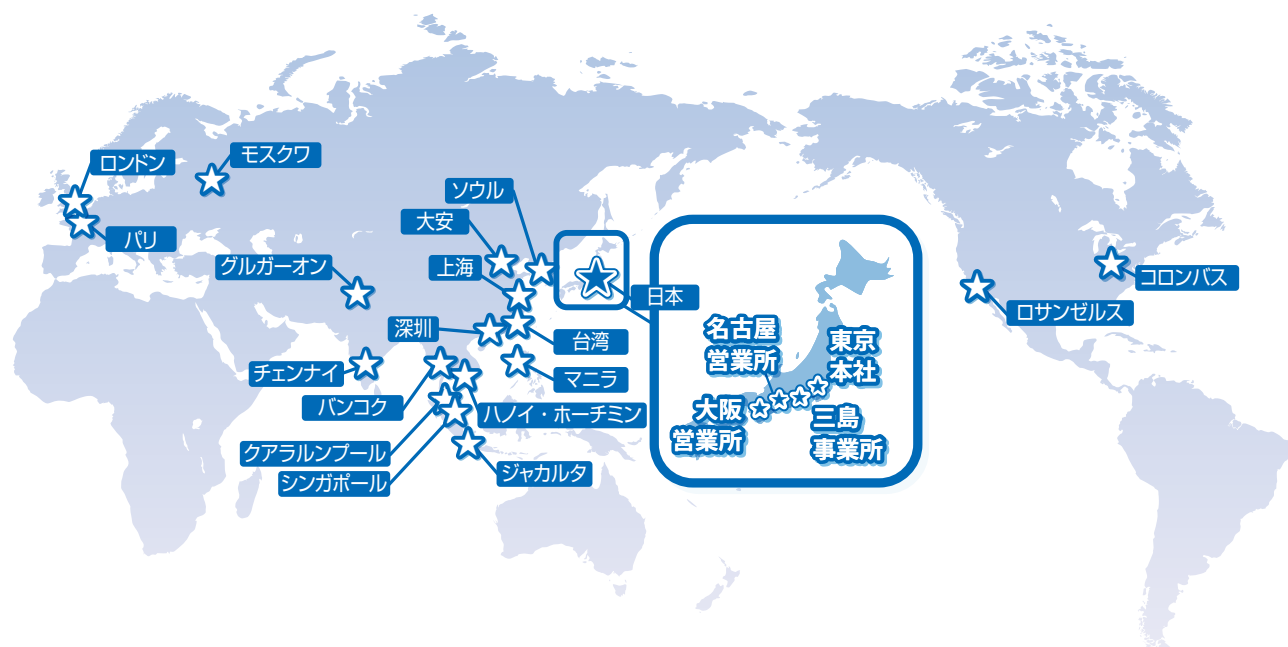 ロンドン
モスクワ
パリ
ソウル
大安
上海
グルガーオン
日本
深圳
台湾
チェンナイ
マニラ
バンコク
ハノイ・ホーチミン
クアラルンプール
シンガポール
ジャカルタ
名古屋
営業所
東京
本社
大阪
営業所
三島
事業所
コロンバス
ロサンゼルス